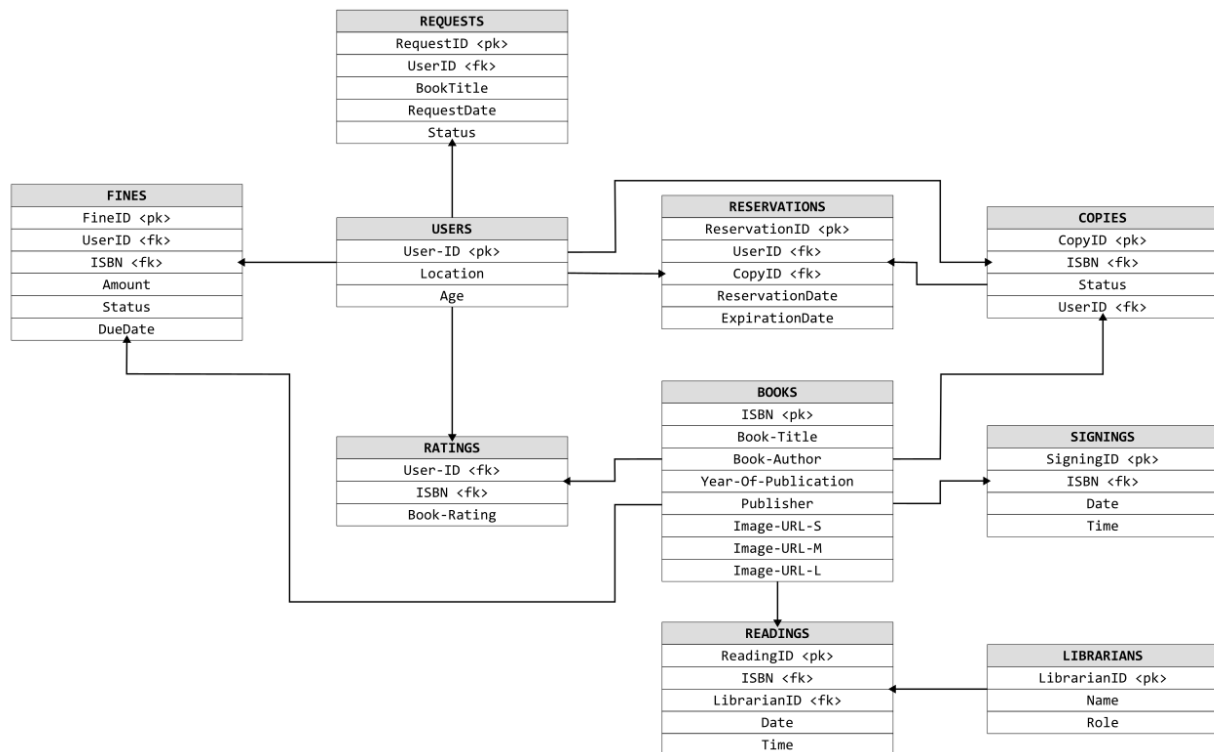 REQUESTS
RequestID <pk>
UserID <fk>
BookTitle
RequestDate
Status
FINES
FineID <pk>
UserID <fk>
ISBN <fk>
Amount
Status
DueDate
USERS
User-ID <pk>
Location
Age
RESERVATIONS
ReservationID <pk>
UserID <fk>
CopyID <fk>
ReservationDate
ExpirationDate
COPIES
CopyID <pk>
ISBN <fk>
Status
UserID <fk>
RATINGS
User-ID <fk>
ISBN <fk>
Book-Rating
BOOKS
ISBN <pk>
Book-Title
Book-Author
Year-Of-Publication
Publisher
Image-URL-S
Image-URL-M
Image-URL-L
SIGNINGS
SigningID <pk>
ISBN <fk>
Date
Time
READINGS
ReadingID <pk>
ISBN <fk>
LibrarianID <fk>
Date
Time
LIBRARIANS
LibrarianID <pk>
Name
Role